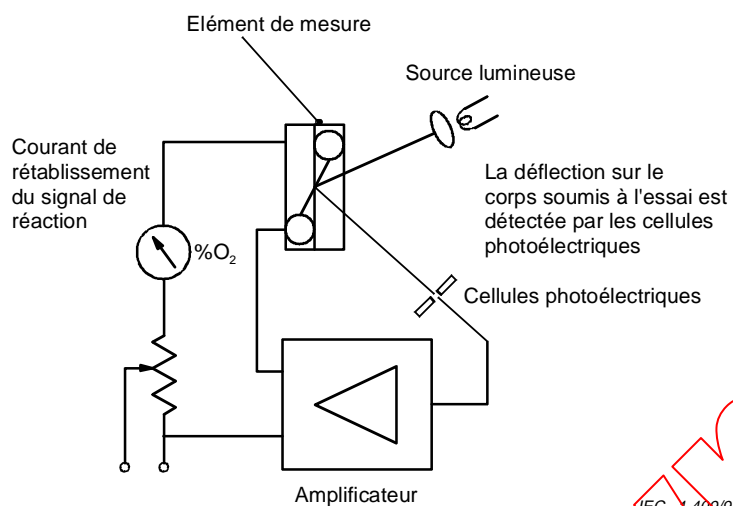 Elément de mesure
Source lumineuse
Courant de
rétablissement
du signal de
réaction
La déflection sur le
corps soumis à l'essai est
détectée par les cellules
photoélectriques
%O₂
Cellules photoélectriques
Amplificateur
IEC